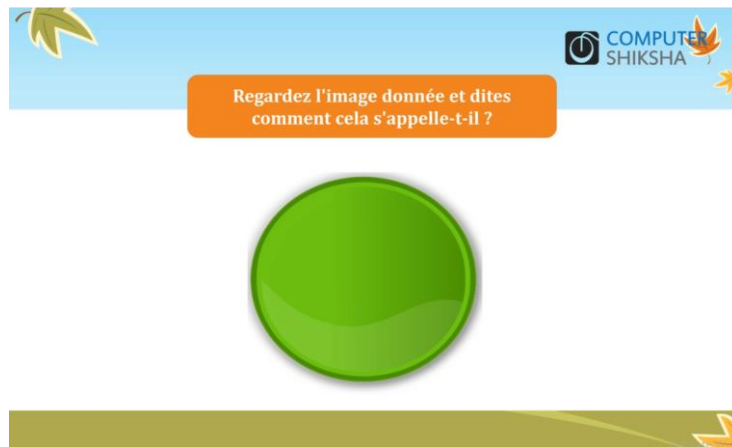 COMPUTER
SHIKSHA
Regardez l'image donnée et dites
comment cela s'appelle-t-il ?